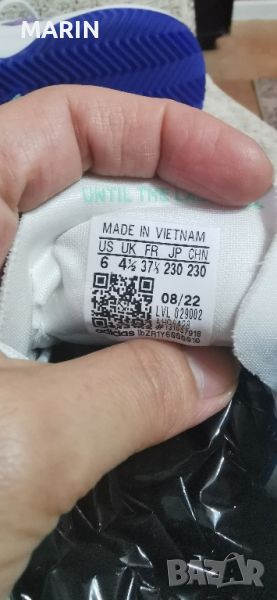 MARIN
UNTIL THE
MADE IN VIETNAM
US UK FR JP CHN
6 4½ 37⅓ 230 230
08/22
LVL 029002
adidas
BAZAR